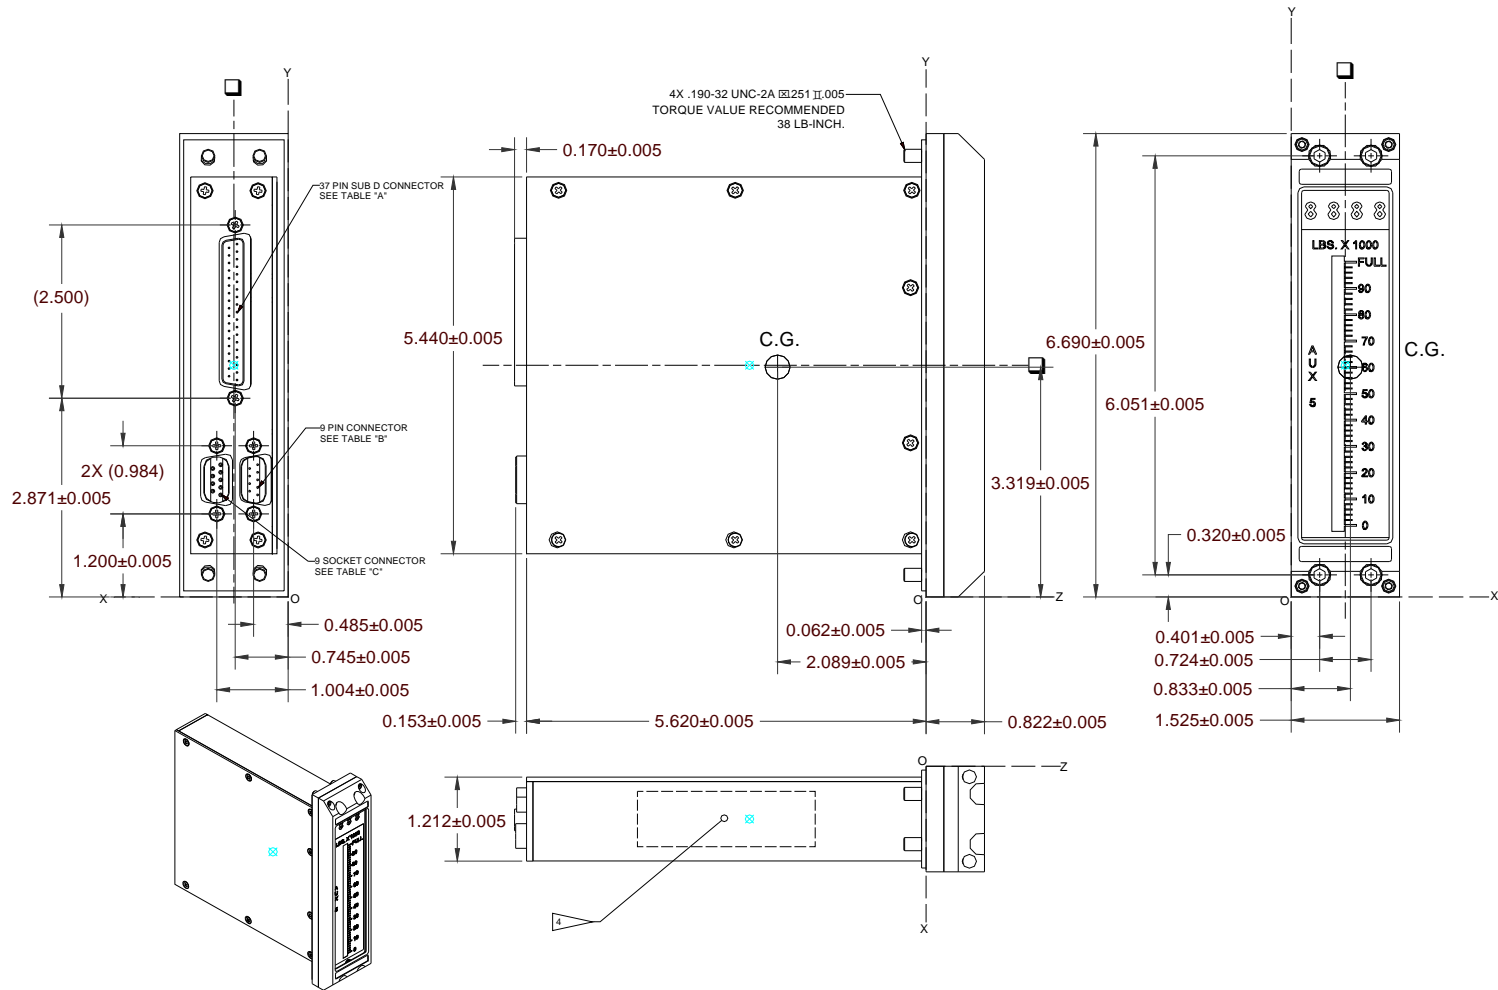 Y
37 PIN SUB D CONNECTOR
SEE TABLE "A"
(2.500)
9 PIN CONNECTOR
SEE TABLE "B"
2X (0.984)
2.871±0.005
1.200±0.005
9 SOCKET CONNECTOR
SEE TABLE "C"
X
O
0.485±0.005
0.745±0.005
1.004±0.005
Y
4X .190-32 UNC-2A
.005
TORQUE VALUE RECOMMENDED
38 LB-INCH.
0.170±0.005
5.440±0.005
C.G.
3.319±0.005
O
Z
0.062±0.005
2.089±0.005
0.153±0.005
5.620±0.005
0.822±0.005
Y
8 8 8 8
LBS. X 1000
FULL
90
80
70
60
50
40
30
20
10
0
A
U
X
5
C.G.
6.690±0.005
6.051±0.005
0.320±0.005
O
X
0.401±0.005
0.724±0.005
0.833±0.005
1.525±0.005
O
Z
1.212±0.005
4
X